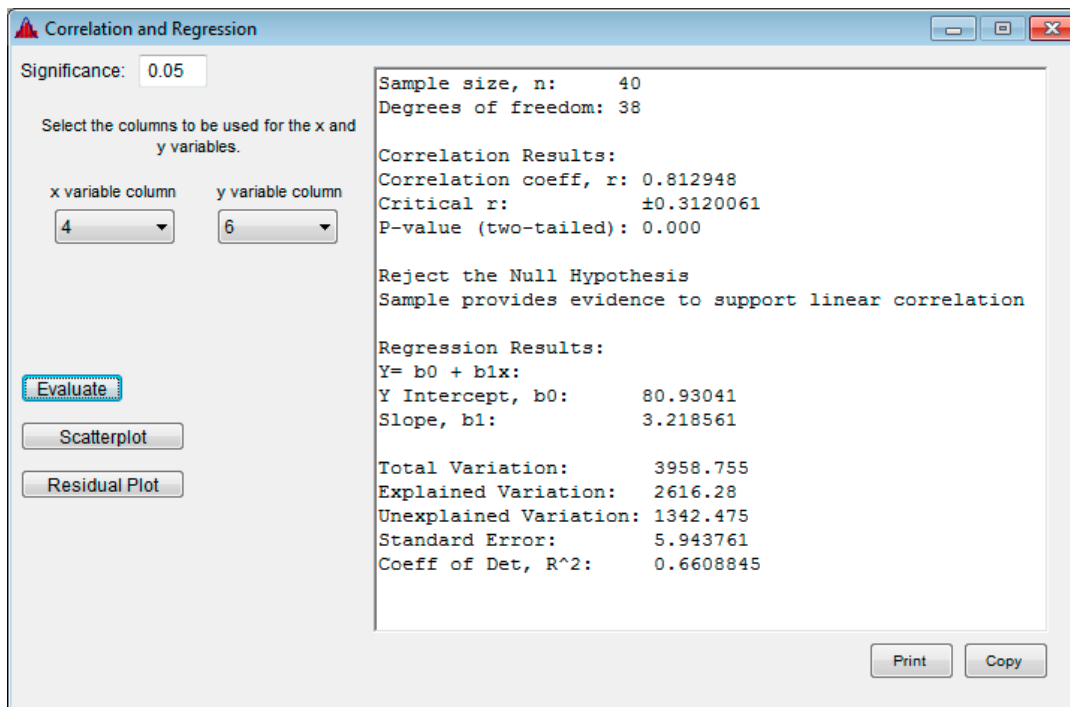 Correlation and Regression
Significance: 0.05
Select the columns to be used for the x and
y variables.
x variable column y variable column
4 6
Evaluate
Scatterplot
Residual Plot
Sample size, n: 40
Degrees of freedom: 38
Correlation Results:
Correlation coeff, r: 0.812948
Critical r: ±0.3120061
P-value (two-tailed): 0.000
Reject the Null Hypothesis
Sample provides evidence to support linear correlation
Regression Results:
Y= b0 + b1x:
Y Intercept, b0: 80.93041
Slope, b1: 3.218561
Total Variation: 3958.755
Explained Variation: 2616.28
Unexplained Variation: 1342.475
Standard Error: 5.943761
Coeff of Det, R^2: 0.6608845
Print Copy